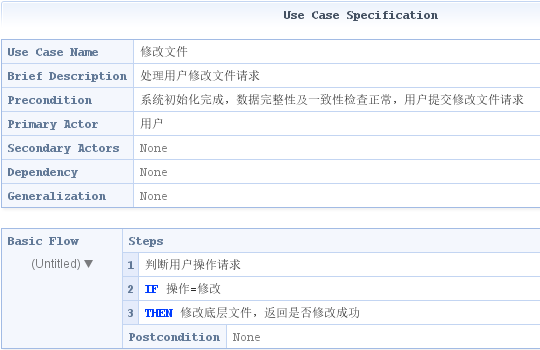 Use Case Specification
Use Case Name 修改文件
Brief Description 处理用户修改文件请求
Precondition 系统初始化完成，数据完整性及一致性检查正常，用户提交修改文件请求
Primary Actor 用户
Secondary Actors None
Dependency None
Generalization None
Basic Flow Steps
(Untitled) ▼
1 判断用户操作请求
2 IF 操作=修改
3 THEN 修改底层文件，返回是否修改成功
Postcondition None